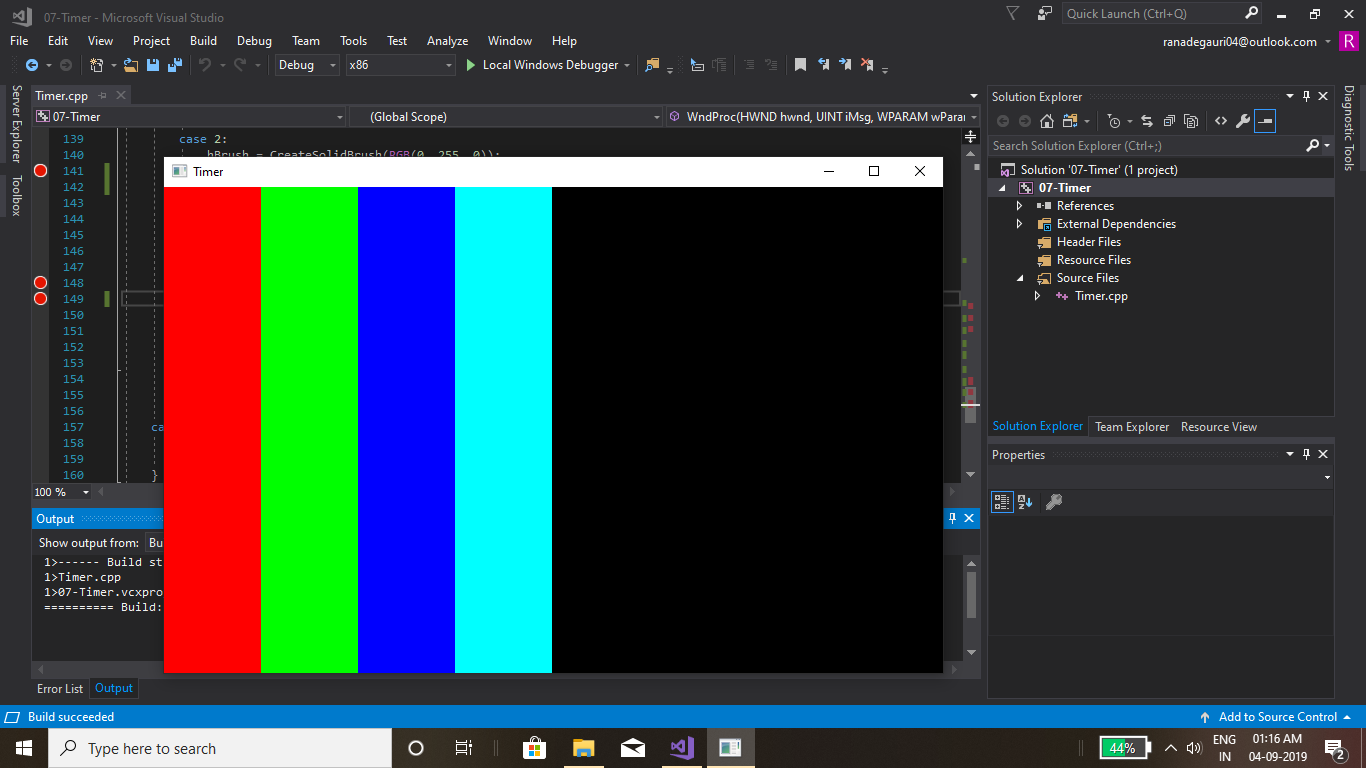 07-Timer - Microsoft Visual Studio
Quick Launch (Ctrl+Q)
File Edit View Project Build Debug Team Tools Test Analyze Window Help
ranadegauri04@outlook.com R
Debug x86 Local Windows Debugger
Server Explorer
Toolbox
Timer.cpp
07-Timer (Global Scope) WndProc(HWND hwnd, UINT iMsg, WPARAM wParar
139 case 2:
140 hBrush = CreateSolidBrush(RGB(0, 255, 0));
141
142
143
144
145
146
147
148
149
150
151
152
153
154
155
156
157 ca
158
159
160 }
100 %
Timer
Output
Show output from: Bu
1>------ Build st
1>Timer.cpp
1>07-Timer.vcxpro
========== Build:
Error List Output
Solution Explorer
Search Solution Explorer (Ctrl+;)
Solution '07-Timer' (1 project)
07-Timer
References
External Dependencies
Header Files
Resource Files
Source Files
Timer.cpp
Solution Explorer Team Explorer Resource View
Properties
Diagnostic Tools
Build succeeded
Add to Source Control
Type here to search
44%
ENG
IN
01:16 AM
04-09-2019
2